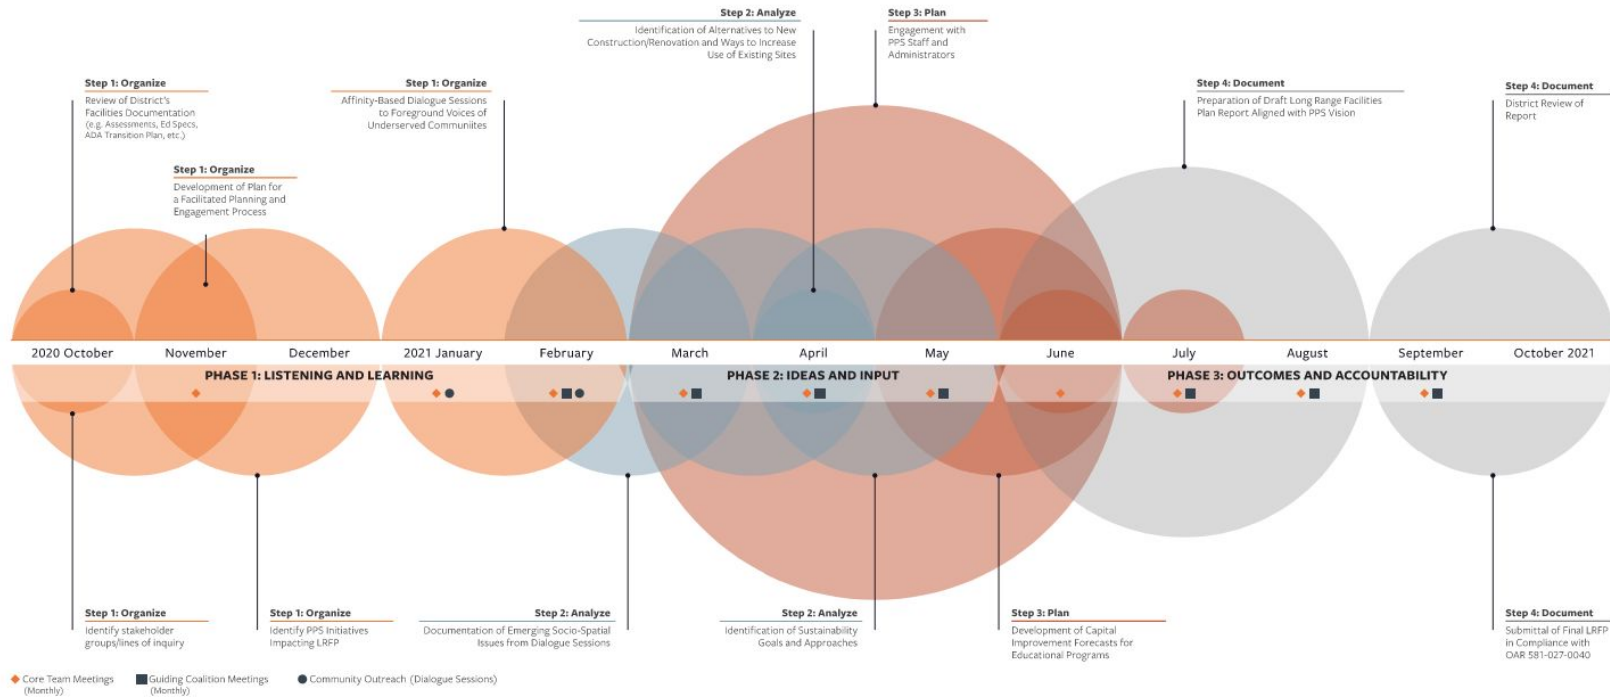 Step 2: Analyze
Identification of Alternatives to New
Construction/Renovation and Ways to Increase
Use of Existing Sites
Step 3: Plan
Engagement with
PPS Staff and
Administrators
Step 1: Organize
Review of District's
Facilities Documentation
(e.g. Assessments, Ed Specs,
ADA Transition Plan, etc.)
Step 1: Organize
Affinity-Based Dialogue Sessions
to Foreground Voices of
Underserved Communiites
Step 4: Document
Preparation of Draft Long Range Facilities
Plan Report Aligned with PPS Vision
Step 4: Document
District Review of
Report
Step 1: Organize
Development of Plan for
a Facilitated Planning and
Engagement Process
2020 October
November
December
2021 January
February
March
April
May
June
July
August
September
October 2021
PHASE 1: LISTENING AND LEARNING
PHASE 2: IDEAS AND INPUT
PHASE 3: OUTCOMES AND ACCOUNTABILITY
Step 1: Organize
Identify stakeholder
groups/lines of inquiry
Step 1: Organize
Identify PPS Initiatives
Impacting LRFP
Step 2: Analyze
Documentation of Emerging Socio-Spatial
Issues from Dialogue Sessions
Step 2: Analyze
Identification of Sustainability
Goals and Approaches
Step 3: Plan
Development of Capital
Improvement Forecasts for
Educational Programs
Step 4: Document
Submittal of Final LRFP
in Compliance with
OAR 581-027-0040
Core Team Meetings
(Monthly)
Guiding Coalition Meetings
(Monthly)
Community Outreach (Dialogue Sessions)